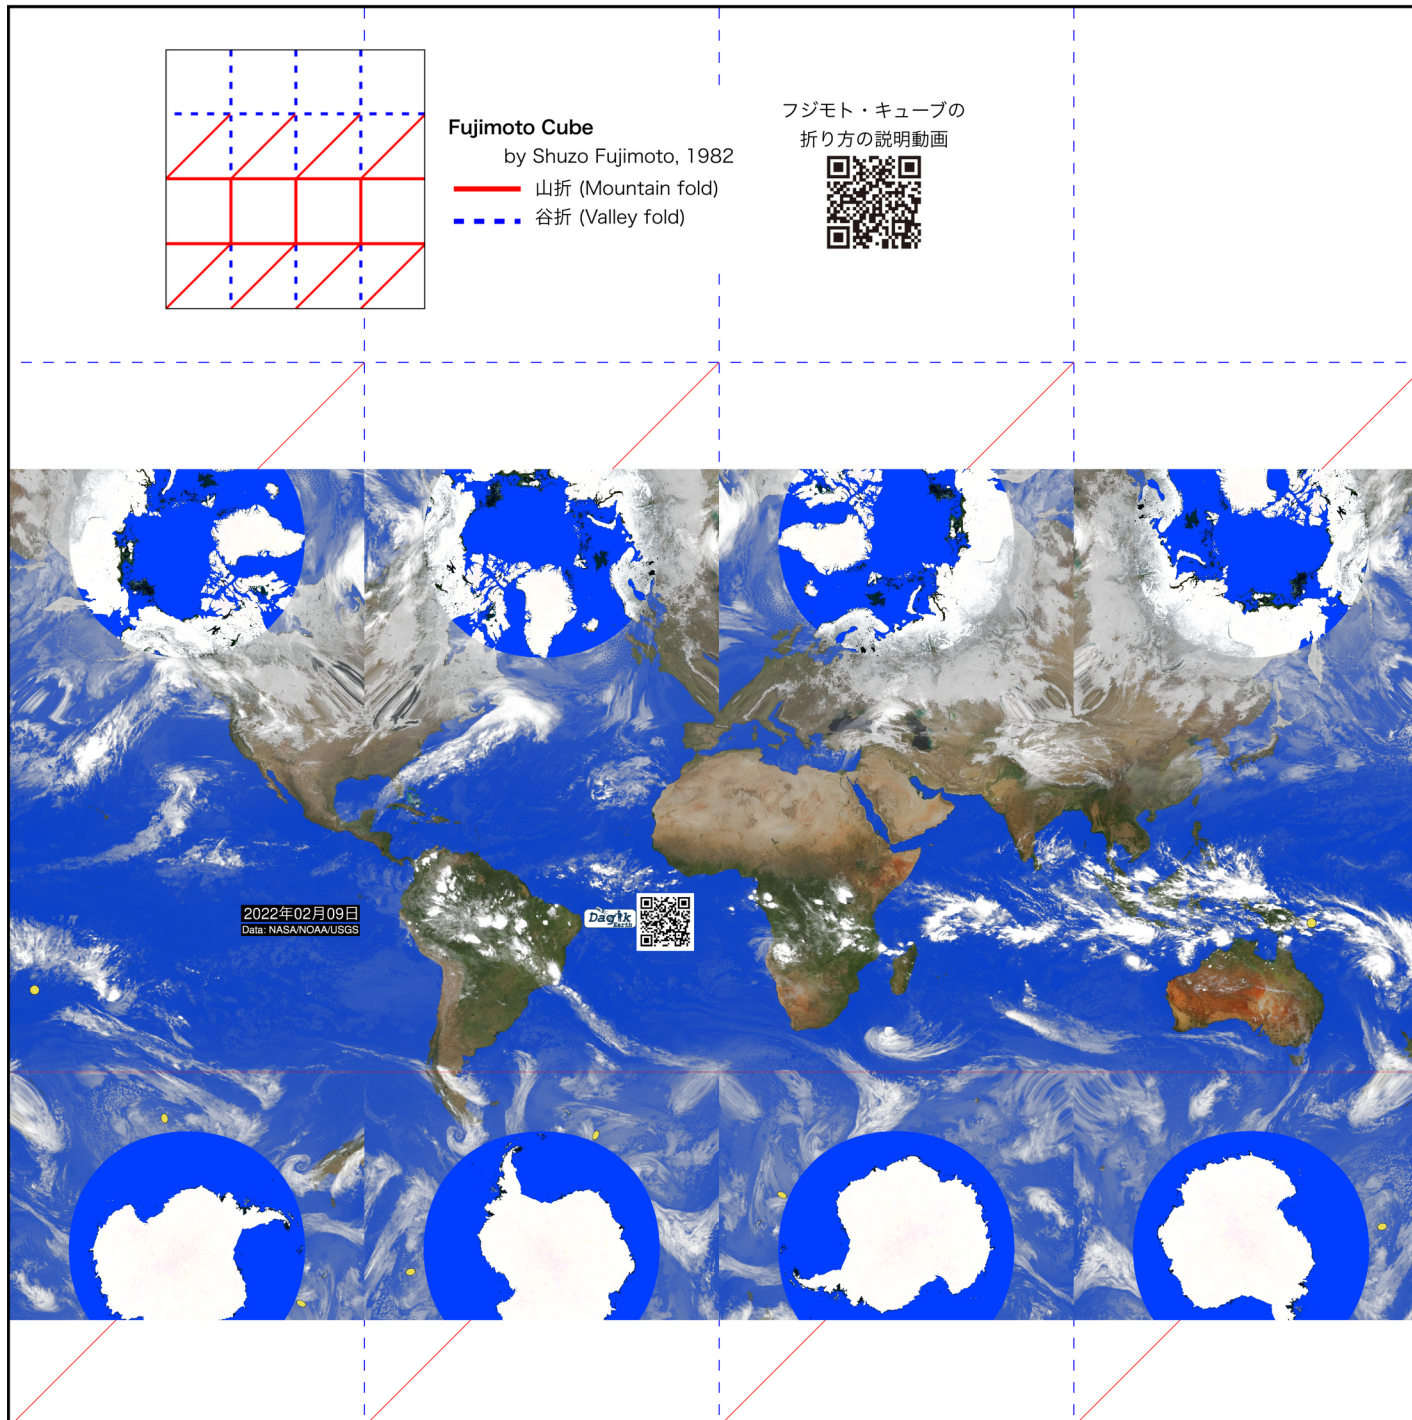 Fujimoto Cube
by Shuzo Fujimoto, 1982
山折 (Mountain fold)
谷折 (Valley fold)
フジモト・キューブの
折り方の説明動画
2022年02月09日
Data: NASA/NOAA/USGS
Dagik
Earth